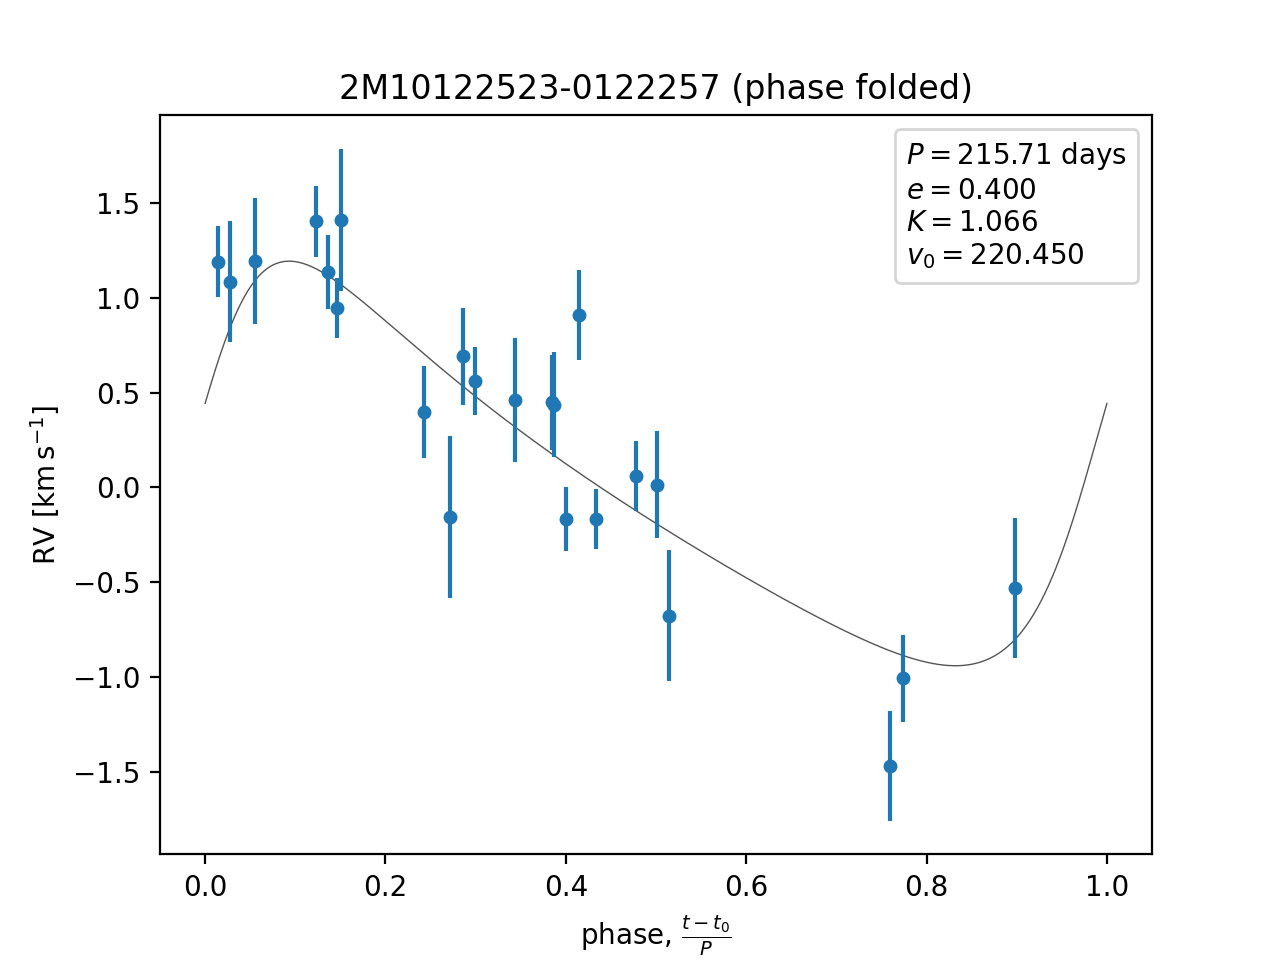 2M10122523-0122257 (phase folded)
P = 215.71 days
e = 0.400
K = 1.066
v₀ = 220.450
1.5
1.0
0.5
0.0
−0.5
−1.0
−1.5
RV [km s⁻¹]
0.0 0.2 0.4 0.6 0.8 1.0
phase, (t − t₀)/P